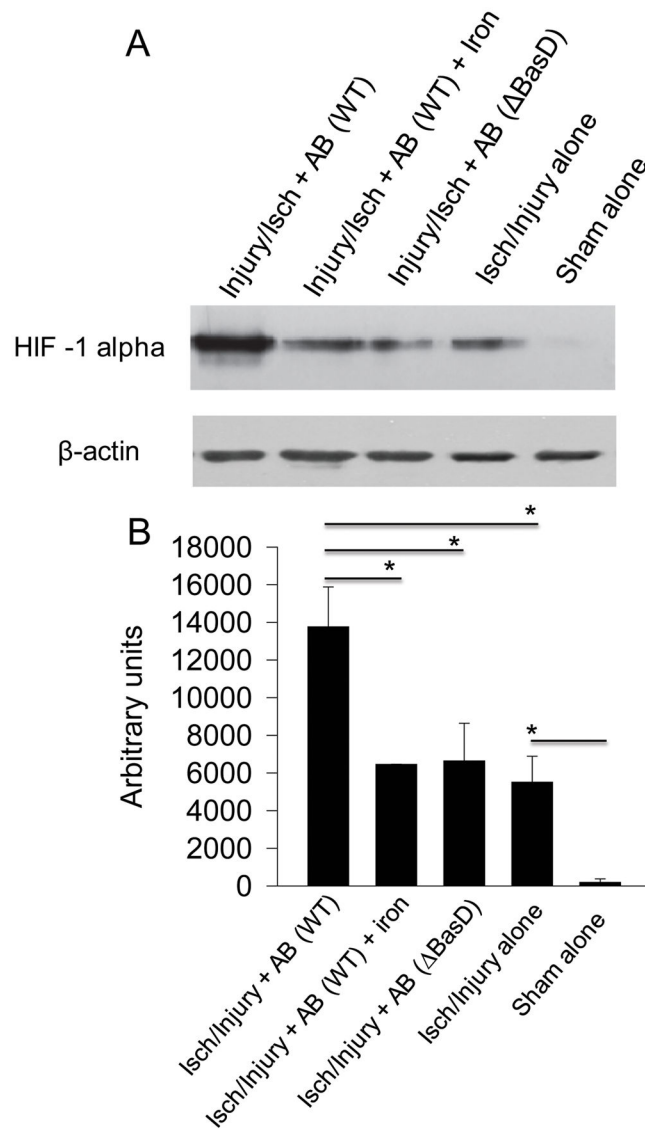 A
Injury/Isch + AB (WT)
Injury/Isch + AB (WT) + Iron
Injury/Isch + AB (ΔBasD)
Isch/Injury alone
Sham alone
HIF -1 alpha
β-actin
B
*
*
*
*
Arbitrary units
18000
16000
14000
12000
10000
8000
6000
4000
2000
0
Isch/Injury + AB (WT)
Isch/Injury + AB (WT) + iron
Isch/Injury + AB (ΔBasD)
Isch/Injury alone
Sham alone